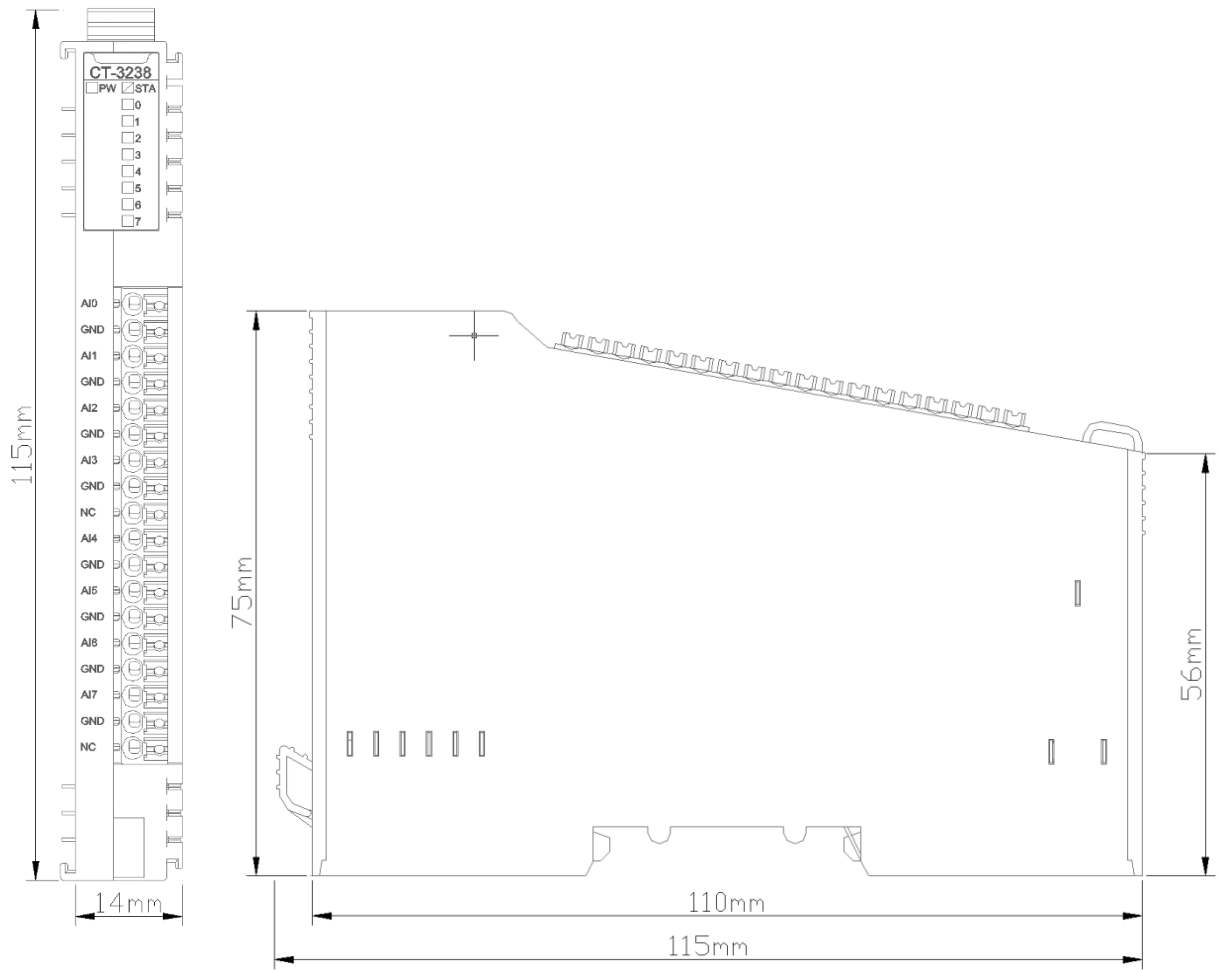 CT-3238
PW STA
0
1
2
3
4
5
6
7
AI0
GND
AI1
GND
AI2
GND
AI3
GND
NC
AI4
GND
AI5
GND
AI6
GND
AI7
GND
NC
115mm
14mm
75mm
56mm
110mm
115mm